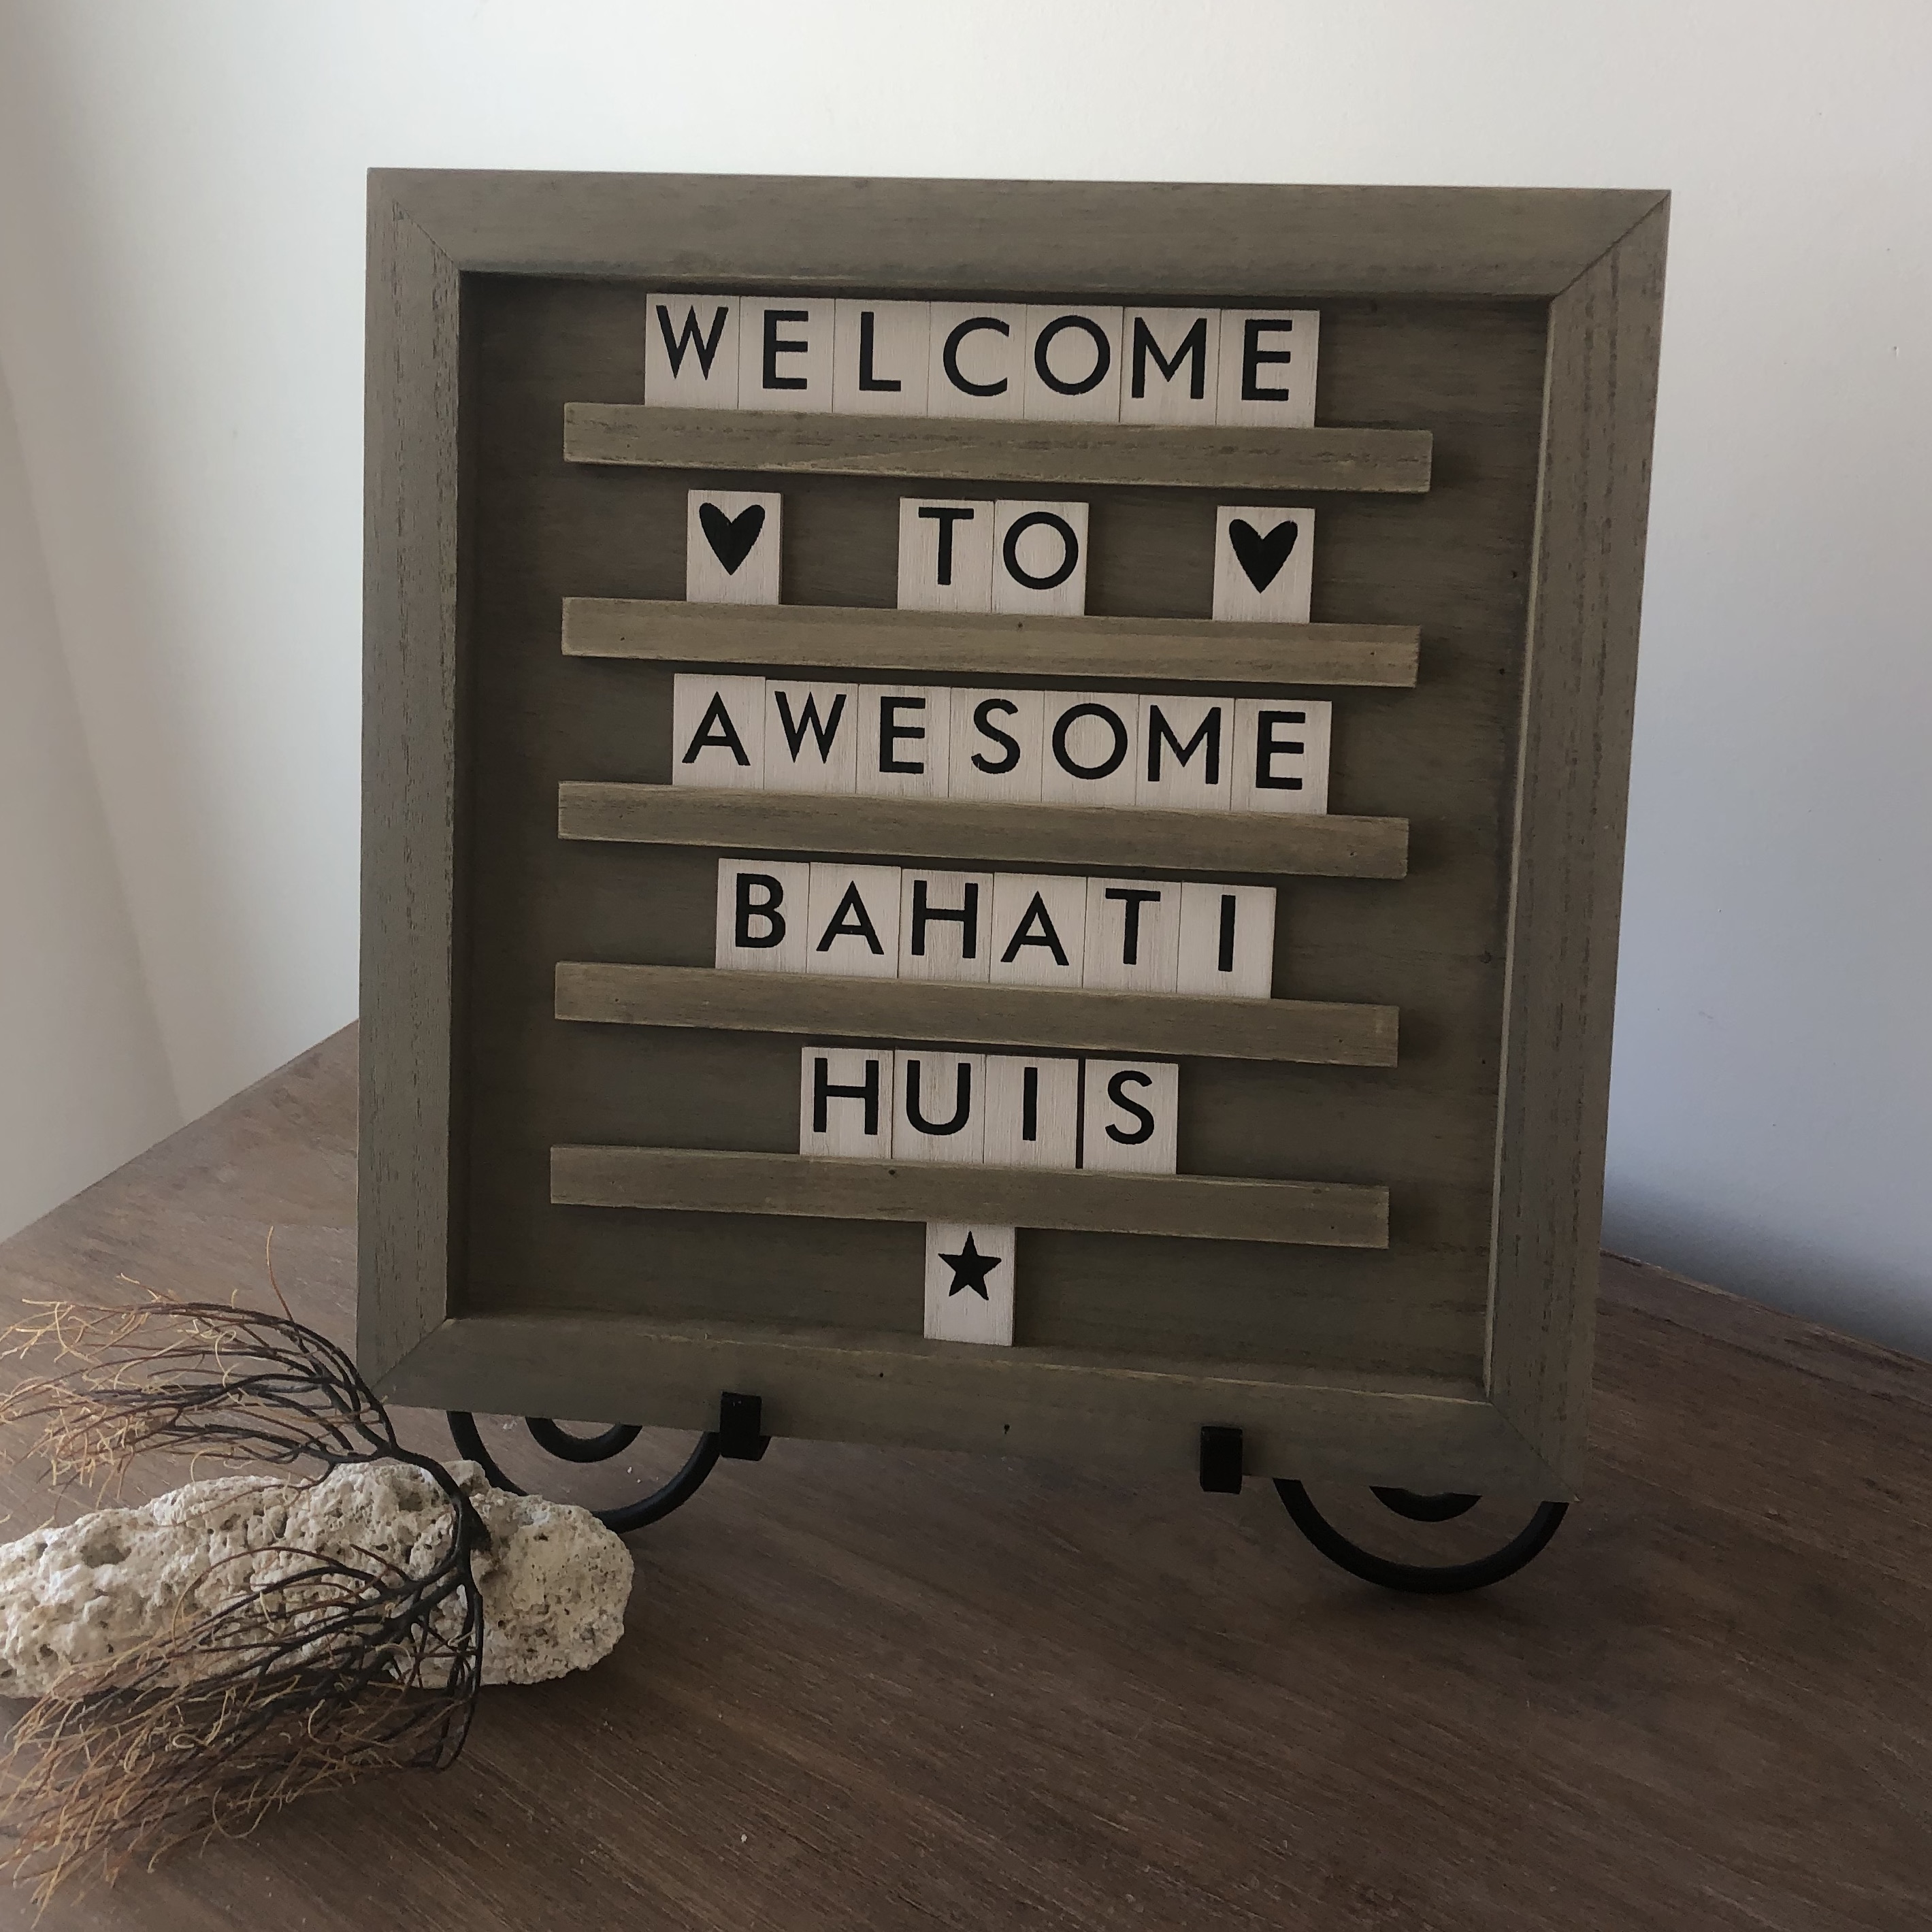 WELCOME
♥ TO ♥
AWESOME
BAHATI
HUIS
★